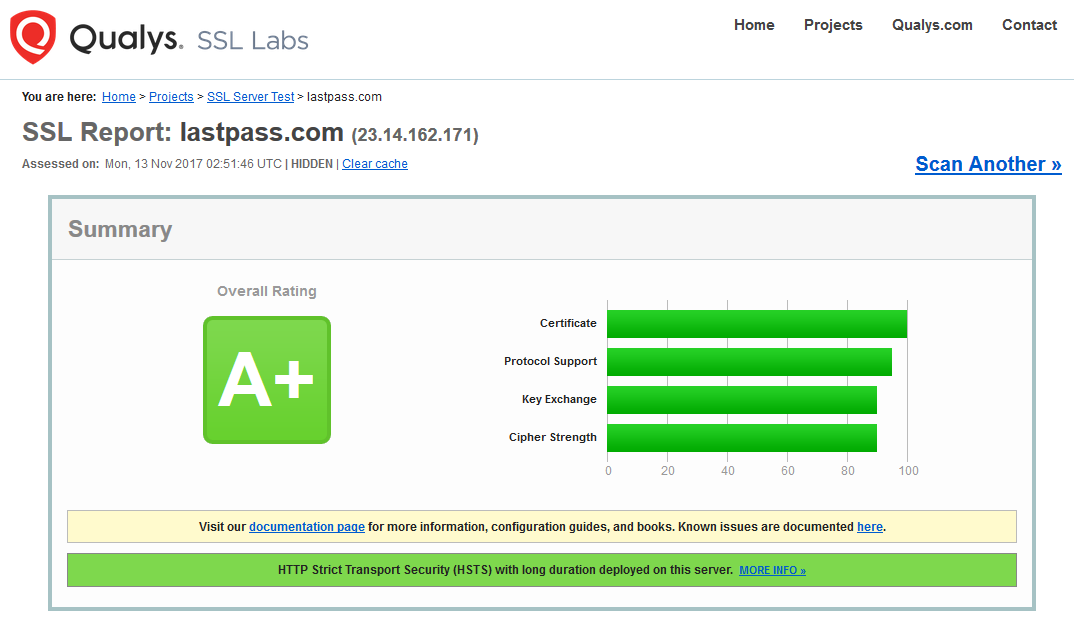 Qualys. SSL Labs
Home Projects Qualys.com Contact
You are here: Home > Projects > SSL Server Test > lastpass.com
SSL Report: lastpass.com (23.14.162.171)
Assessed on: Mon, 13 Nov 2017 02:51:46 UTC | HIDDEN | Clear cache
Scan Another »
Summary
Overall Rating
A+
Certificate
Protocol Support
Key Exchange
Cipher Strength
0 20 40 60 80 100
Visit our documentation page for more information, configuration guides, and books. Known issues are documented here.
HTTP Strict Transport Security (HSTS) with long duration deployed on this server. MORE INFO »